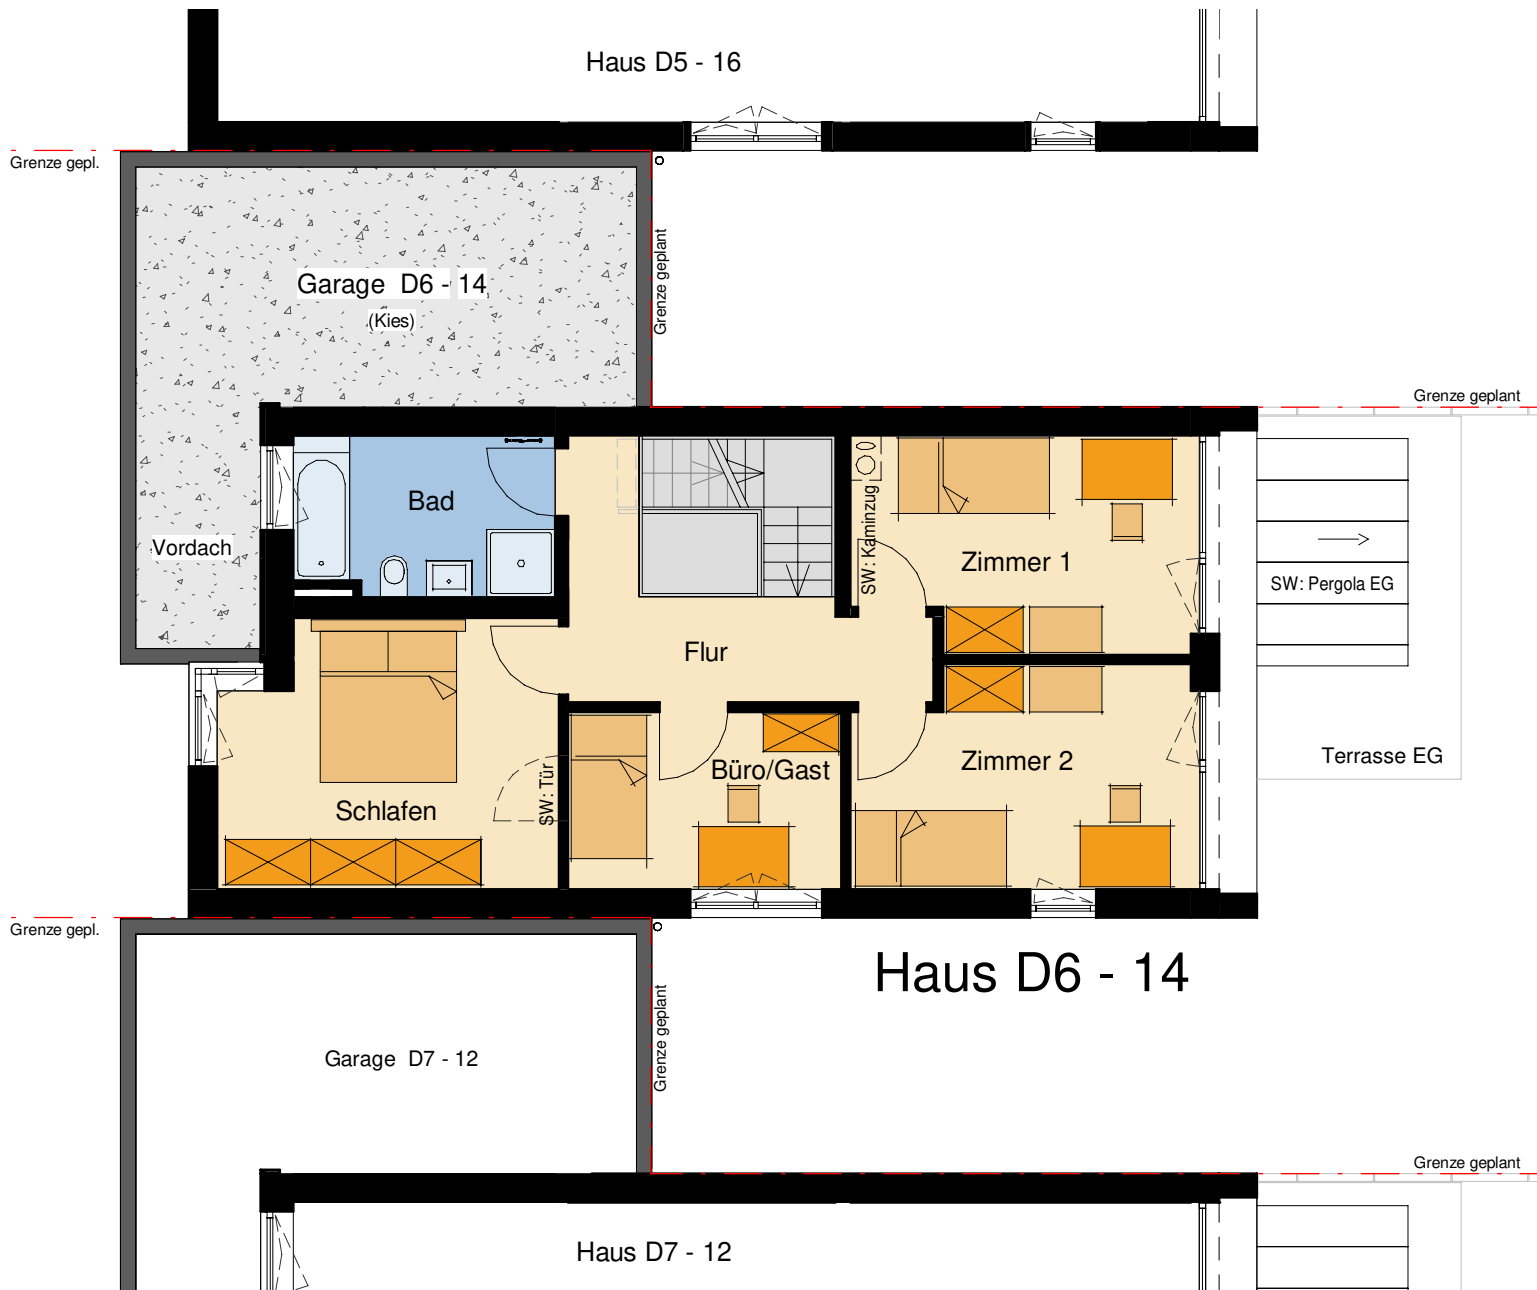 Haus D5 - 16
Grenze gepl.
Grenze geplant
Garage D6 - 14
(Kies)
Grenze geplant
Bad
SW: Kaminzug
Vordach
Zimmer 1
SW: Pergola EG
Flur
Schlafen
SW: Tür
Büro/Gast
Zimmer 2
Terrasse EG
Grenze gepl.
Haus D6 - 14
Grenze geplant
Garage D7 - 12
Grenze geplant
Haus D7 - 12